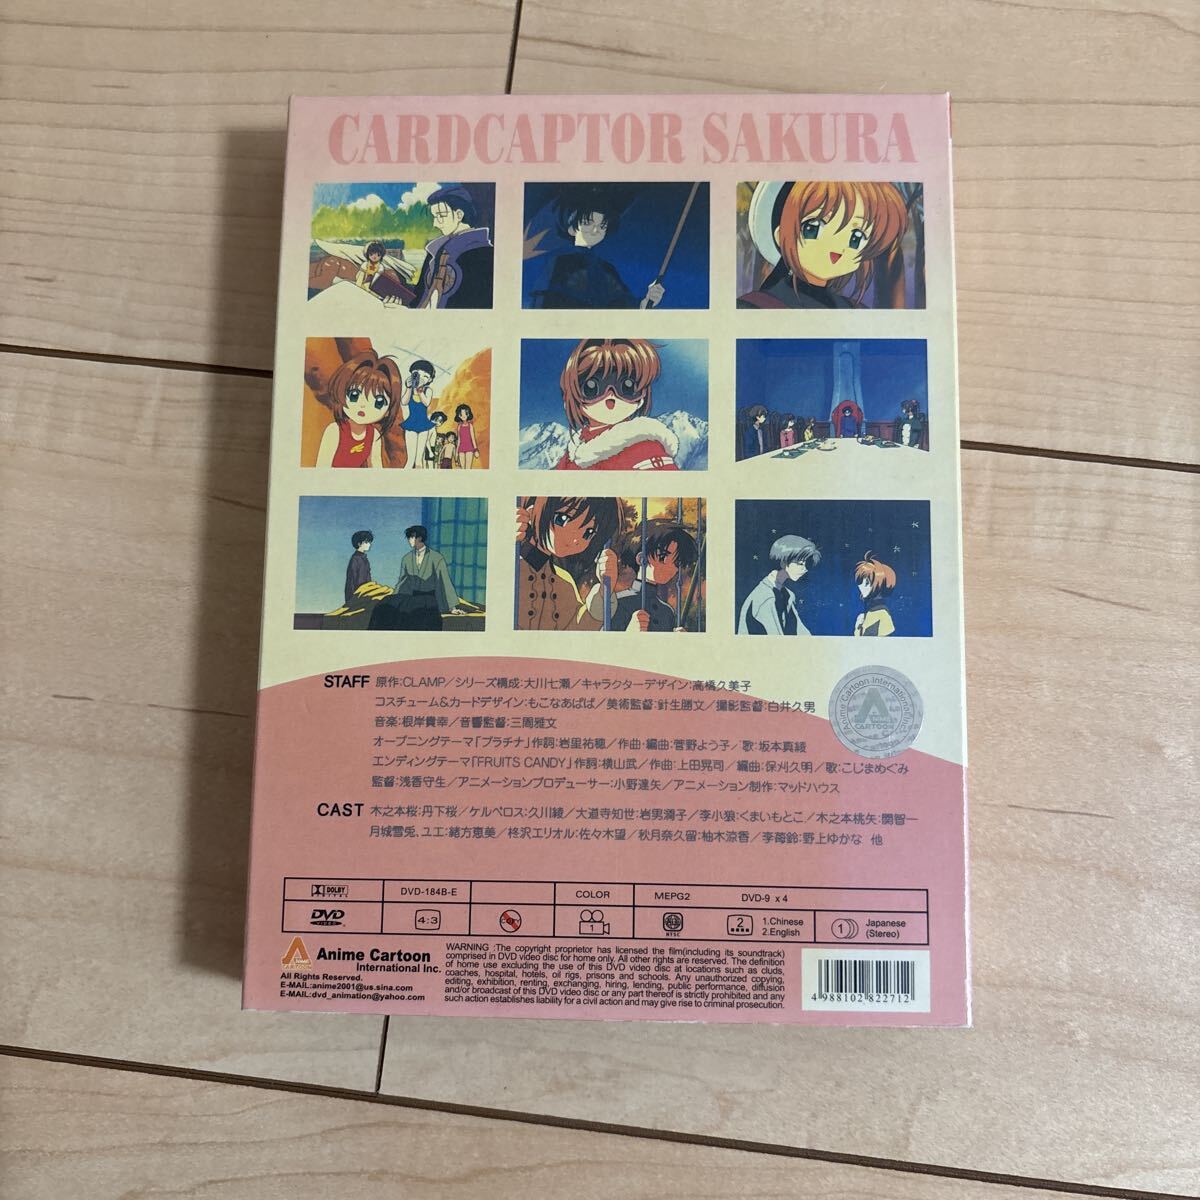 CARDCAPTOR SAKURA
STAFF 原作:CLAMP/シリーズ構成:大川七瀬/キャラクターデザイン:高橋久美子
コスチューム&カードデザイン:もこなあぱぱ/美術監督:針生勝文/撮影監督:白井久男
音楽:根岸貴幸/音響監督:三間雅文
オープニングテーマ「プラチナ」作詞:岩里祐穂/作曲・編曲:菅野よう子/歌:坂本真綾
エンディングテーマ「FRUITS CANDY」作詞:横山武/作曲:上田晃司/編曲:保刈久明/歌:こじまめぐみ
監督:浅香守生/アニメーションプロデューサー:小野達矢/アニメーション制作:マッドハウス
CAST 木之本桜:丹下桜/ケルベロス:久川綾/大道寺知世:岩男潤子/李小狼:くまいもとこ/木之本桃矢:関智一
月城雪兎、ユエ:緒方恵美/柊沢エリオル:佐々木望/秋月奈久留:柚木涼香/李苺鈴:野上ゆかな 他
Anime Cartoon International Inc.
ANIME CARTOON
DOLBY DIGITAL
DVD-184B-E
COLOR
MEPG2
DVD-9 x 4
DVD VIDEO
4:3
COPY
1
NTSC
2
1.Chinese
2.English
1
Japanese
(Stereo)
Anime Cartoon
International Inc.
All Rights Reserved.
E-MAIL:anime2001@us.sina.com
E-MAIL:dvd_animation@yahoo.com
WARNING :The copyright proprietor has licensed the film(including its soundtrack)
comprised in DVD video disc for home only. All other rights are reserved. The definition
of home use excluding the use of this DVD video disc at locations such as cluds,
coaches, hospital, hotels, oil rigs, prisons and schools. Any unauthorized copying,
editing, exhibition, renting, exchanging, hiring, lending, public performance, diffusion
and/or broadcast of this DVD video disc or any part thereof is strictly prohibited and any
such action establishes liability for a civil action and may give rise to criminal prosecution.
4 988102 822712